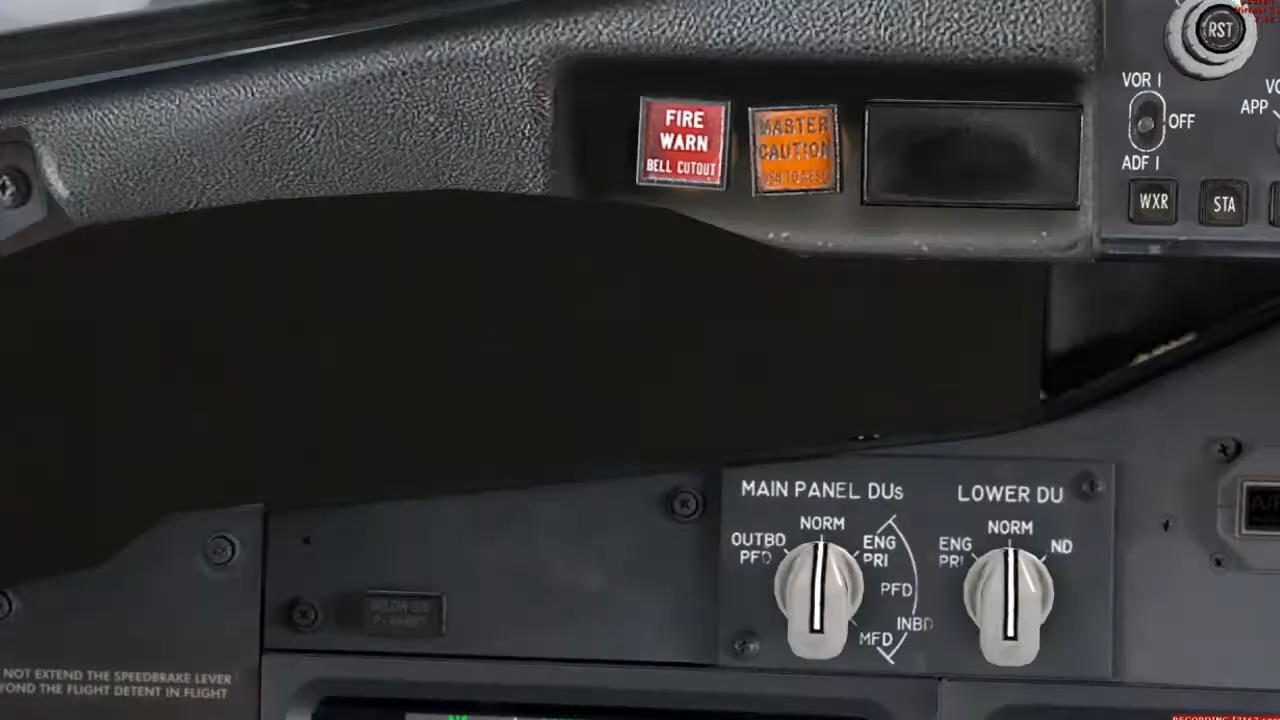 RST
VOR I
OFF
ADF I
APP
WXR
STA
FIRE
WARN
BELL CUTOUT
MASTER
CAUTION
MAIN PANEL DUs
LOWER DU
OUTBD
PFD
NORM
ENG
PRI
PFD
INBD
MFD
ENG
PRI
NORM
ND
NOT EXTEND THE SPEEDBRAKE LEVER
YOND THE FLIGHT DETENT IN FLIGHT